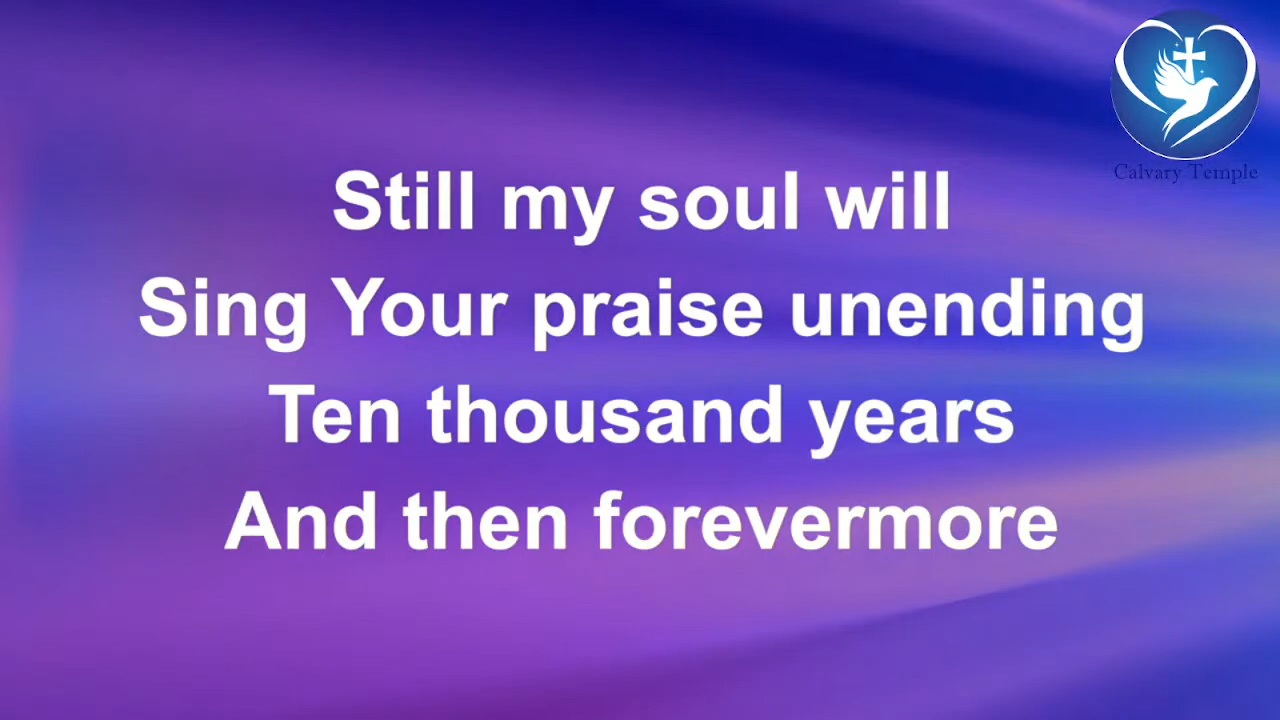 Calvary Temple
Still my soul will
Sing Your praise unending
Ten thousand years
And then forevermore